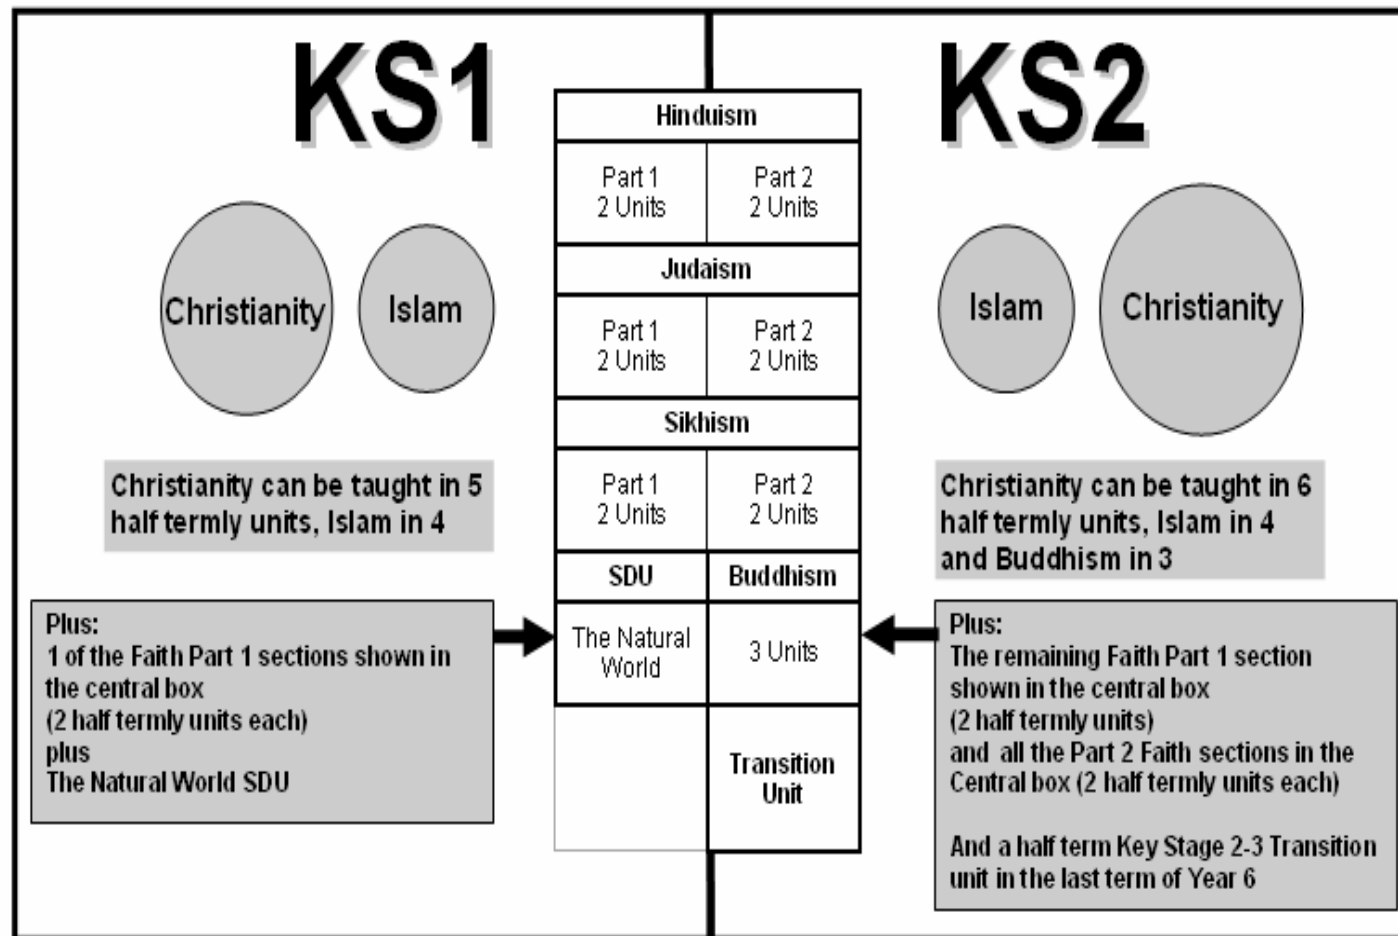 KS1
Christianity
Islam
Christianity can be taught in 5
half termly units, Islam in 4
Plus:
1 of the Faith Part 1 sections shown in
the central box
(2 half termly units each)
plus
The Natural World SDU
Hinduism
Part 1
2 Units
Part 2
2 Units
Judaism
Part 1
2 Units
Part 2
2 Units
Sikhism
Part 1
2 Units
Part 2
2 Units
SDU
Buddhism
The Natural
World
3 Units
Transition
Unit
KS2
Islam
Christianity
Christianity can be taught in 6
half termly units, Islam in 4
and Buddhism in 3
Plus:
The remaining Faith Part 1 section
shown in the central box
(2 half termly units)
and all the Part 2 Faith sections in the
Central box (2 half termly units each)
And a half term Key Stage 2-3 Transition
unit in the last term of Year 6